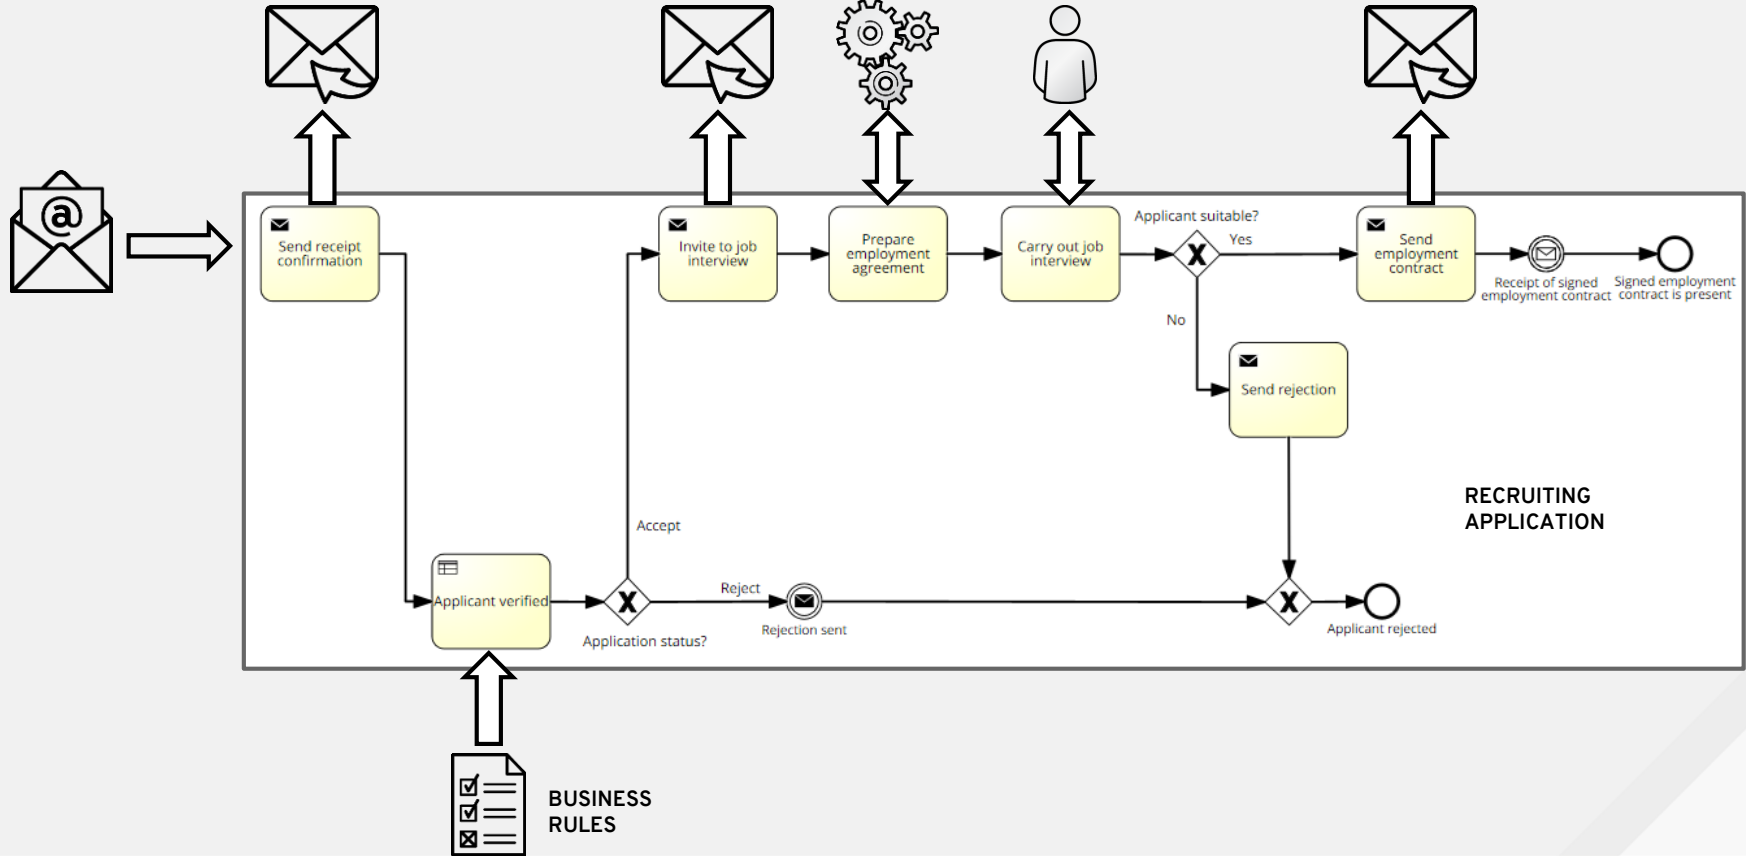 @
Send receipt
confirmation
Invite to job
interview
Prepare
employment
agreement
Carry out job
interview
Applicant suitable?
Yes
No
Send
employment
contract
Receipt of signed
employment contract
Signed employment
contract is present
Send rejection
RECRUITING
APPLICATION
Accept
Applicant verified
Application status?
Reject
Rejection sent
Applicant rejected
BUSINESS
RULES